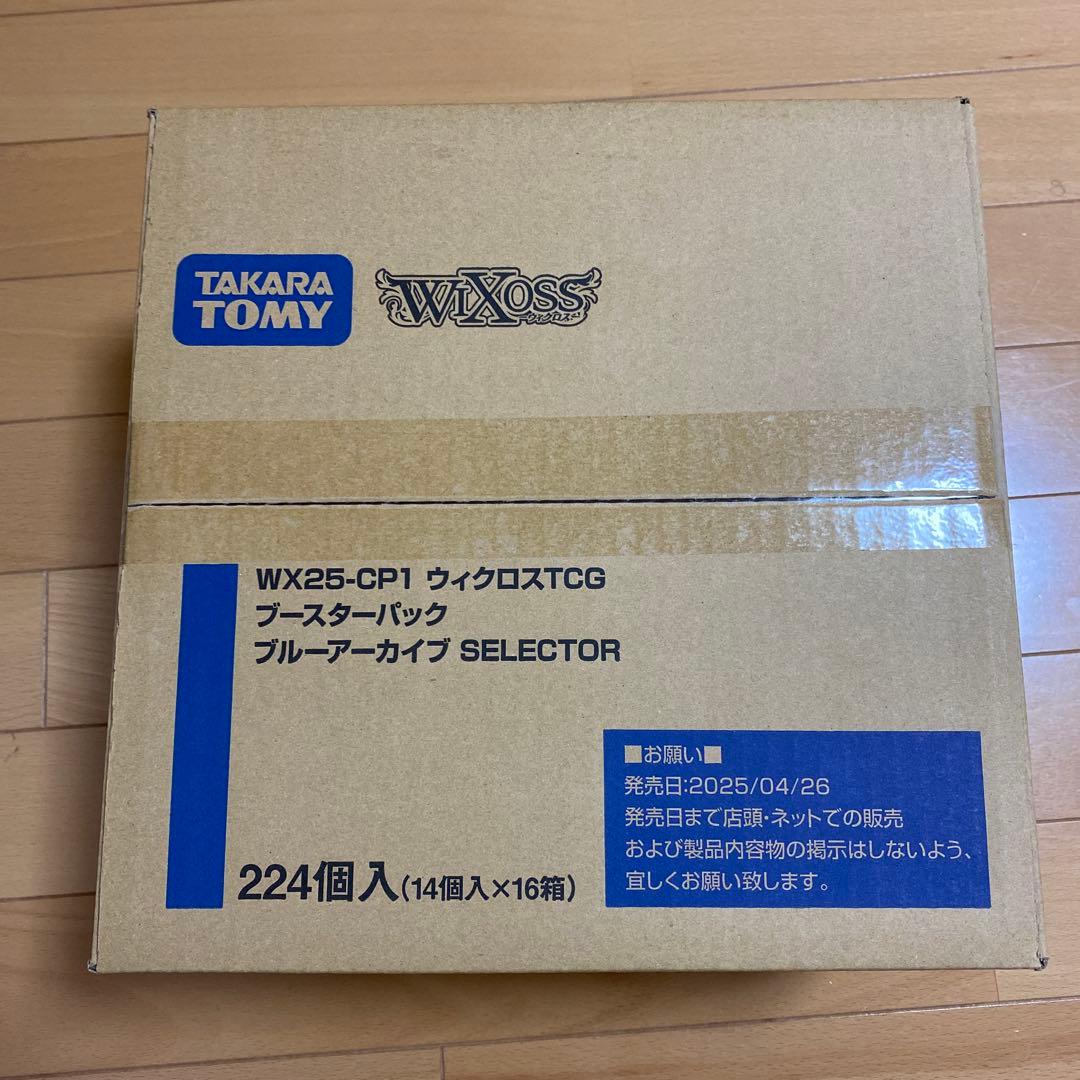 TAKARA
TOMY
WIXOSS
ウィクロス
WX25-CP1 ウィクロスTCG
ブースターパック
ブルーアーカイブ SELECTOR
224個入(14個入×16箱)
■お願い■
発売日:2025/04/26
発売日まで店頭・ネットでの販売
および製品内容物の掲示はしないよう、
宜しくお願い致します。